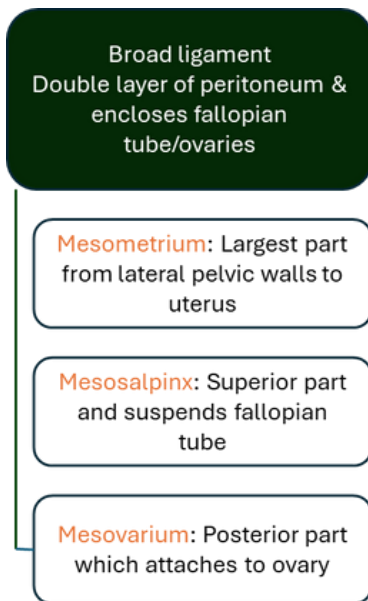 Broad ligament
Double layer of peritoneum &
encloses fallopian
tube/ovaries
Mesometrium: Largest part
from lateral pelvic walls to
uterus
Mesosalpinx: Superior part
and suspends fallopian
tube
Mesovarium: Posterior part
which attaches to ovary